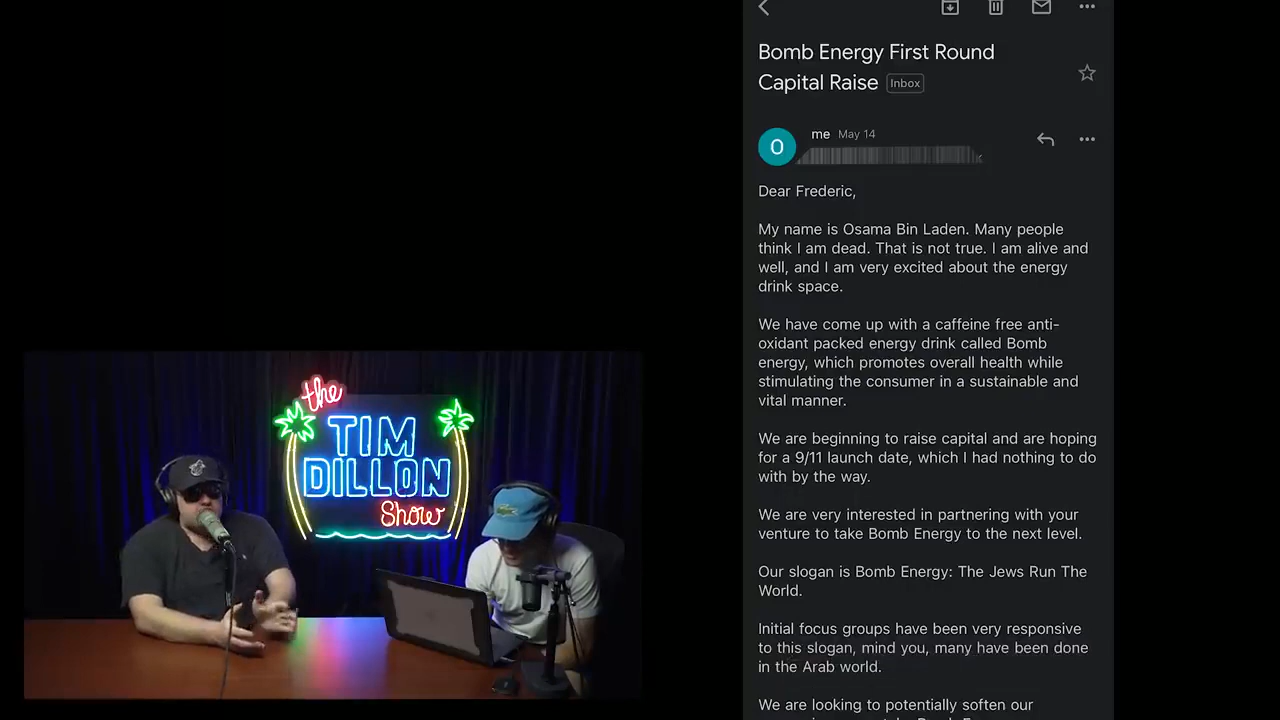 the
TIM
DILLON
Show
Bomb Energy First Round
Capital Raise Inbox
O me May 14
Dear Frederic,
My name is Osama Bin Laden. Many people
think I am dead. That is not true. I am alive and
well, and I am very excited about the energy
drink space.
We have come up with a caffeine free anti-
oxidant packed energy drink called Bomb
energy, which promotes overall health while
stimulating the consumer in a sustainable and
vital manner.
We are beginning to raise capital and are hoping
for a 9/11 launch date, which I had nothing to do
with by the way.
We are very interested in partnering with your
venture to take Bomb Energy to the next level.
Our slogan is Bomb Energy: The Jews Run The
World.
Initial focus groups have been very responsive
to this slogan, mind you, many have been done
in the Arab world.
We are looking to potentially soften our